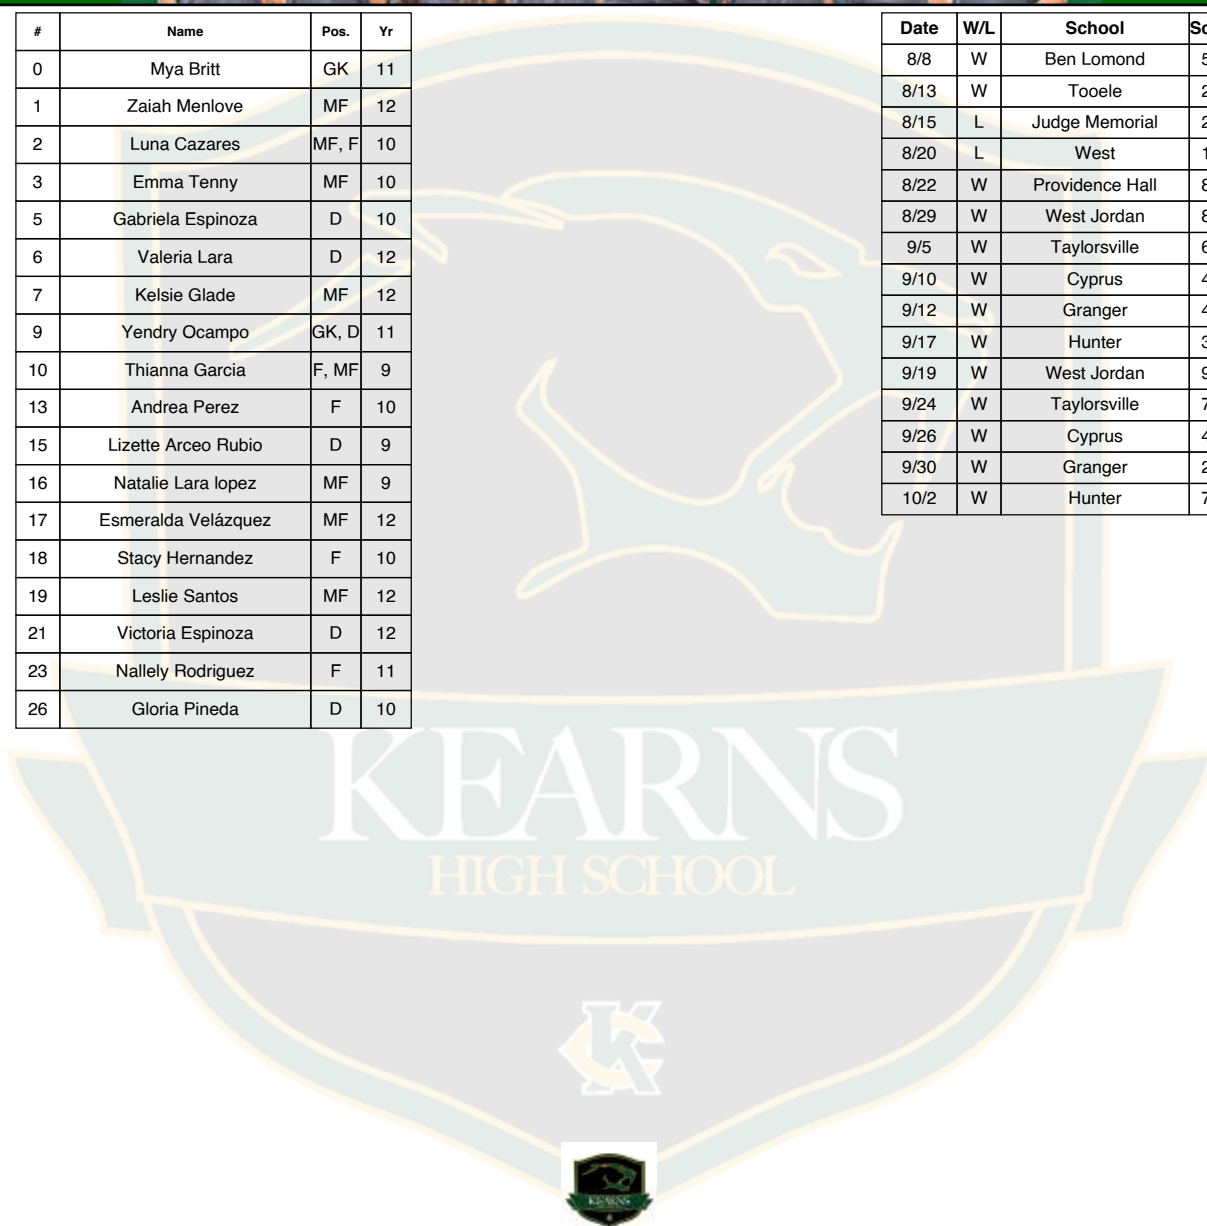 # Name Pos. Yr
0 Mya Britt GK 11
1 Zaiah Menlove MF 12
2 Luna Cazares MF, F 10
3 Emma Tenny MF 10
5 Gabriela Espinoza D 10
6 Valeria Lara D 12
7 Kelsie Glade MF 12
9 Yendry Ocampo GK, D 11
10 Thianna Garcia F, MF 9
13 Andrea Perez F 10
15 Lizette Arceo Rubio D 9
16 Natalie Lara lopez MF 9
17 Esmeralda Velázquez MF 12
18 Stacy Hernandez F 10
19 Leslie Santos MF 12
21 Victoria Espinoza D 12
23 Nallely Rodriguez F 11
26 Gloria Pineda D 10
Date W/L School
8/8 W Ben Lomond
8/13 W Tooele
8/15 L Judge Memorial
8/20 L West
8/22 W Providence Hall
8/29 W West Jordan
9/5 W Taylorsville
9/10 W Cyprus
9/12 W Granger
9/17 W Hunter
9/19 W West Jordan
9/24 W Taylorsville
9/26 W Cyprus
9/30 W Granger
10/2 W Hunter
KEARNS
HIGH SCHOOL
KC
KEARNS